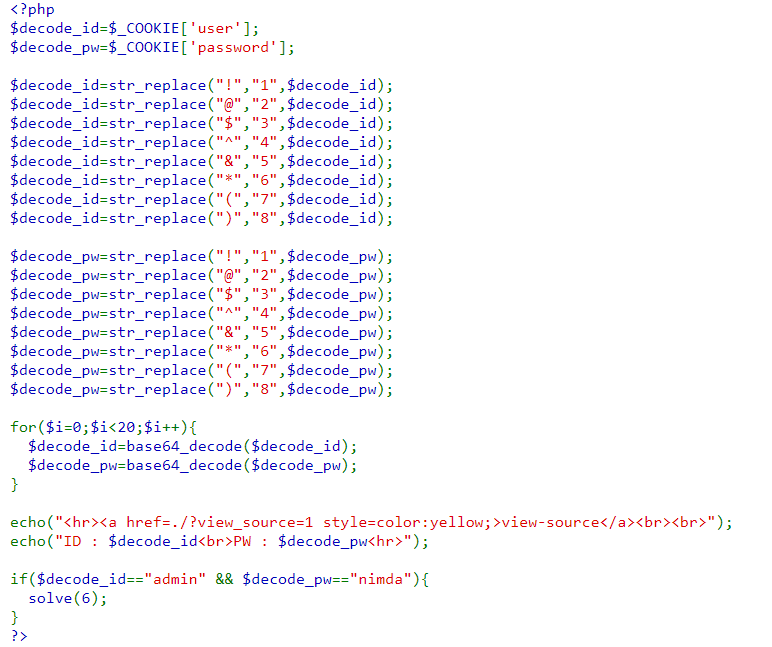 <?php
$decode_id=$_COOKIE['user'];
$decode_pw=$_COOKIE['password'];

$decode_id=str_replace("!","1",$decode_id);
$decode_id=str_replace("@","2",$decode_id);
$decode_id=str_replace("$","3",$decode_id);
$decode_id=str_replace("^","4",$decode_id);
$decode_id=str_replace("&","5",$decode_id);
$decode_id=str_replace("*","6",$decode_id);
$decode_id=str_replace("(","7",$decode_id);
$decode_id=str_replace(")","8",$decode_id);

$decode_pw=str_replace("!","1",$decode_pw);
$decode_pw=str_replace("@","2",$decode_pw);
$decode_pw=str_replace("$","3",$decode_pw);
$decode_pw=str_replace("^","4",$decode_pw);
$decode_pw=str_replace("&","5",$decode_pw);
$decode_pw=str_replace("*","6",$decode_pw);
$decode_pw=str_replace("(","7",$decode_pw);
$decode_pw=str_replace(")","8",$decode_pw);

for($i=0;$i<20;$i++){
  $decode_id=base64_decode($decode_id);
  $decode_pw=base64_decode($decode_pw);
}

echo("<hr><a href=./?view_source=1 style=color:yellow;>view-source</a><br><br>");
echo("ID : $decode_id<br>PW : $decode_pw<hr>");

if($decode_id=="admin" && $decode_pw=="nimda"){
  solve(6);
}
?>